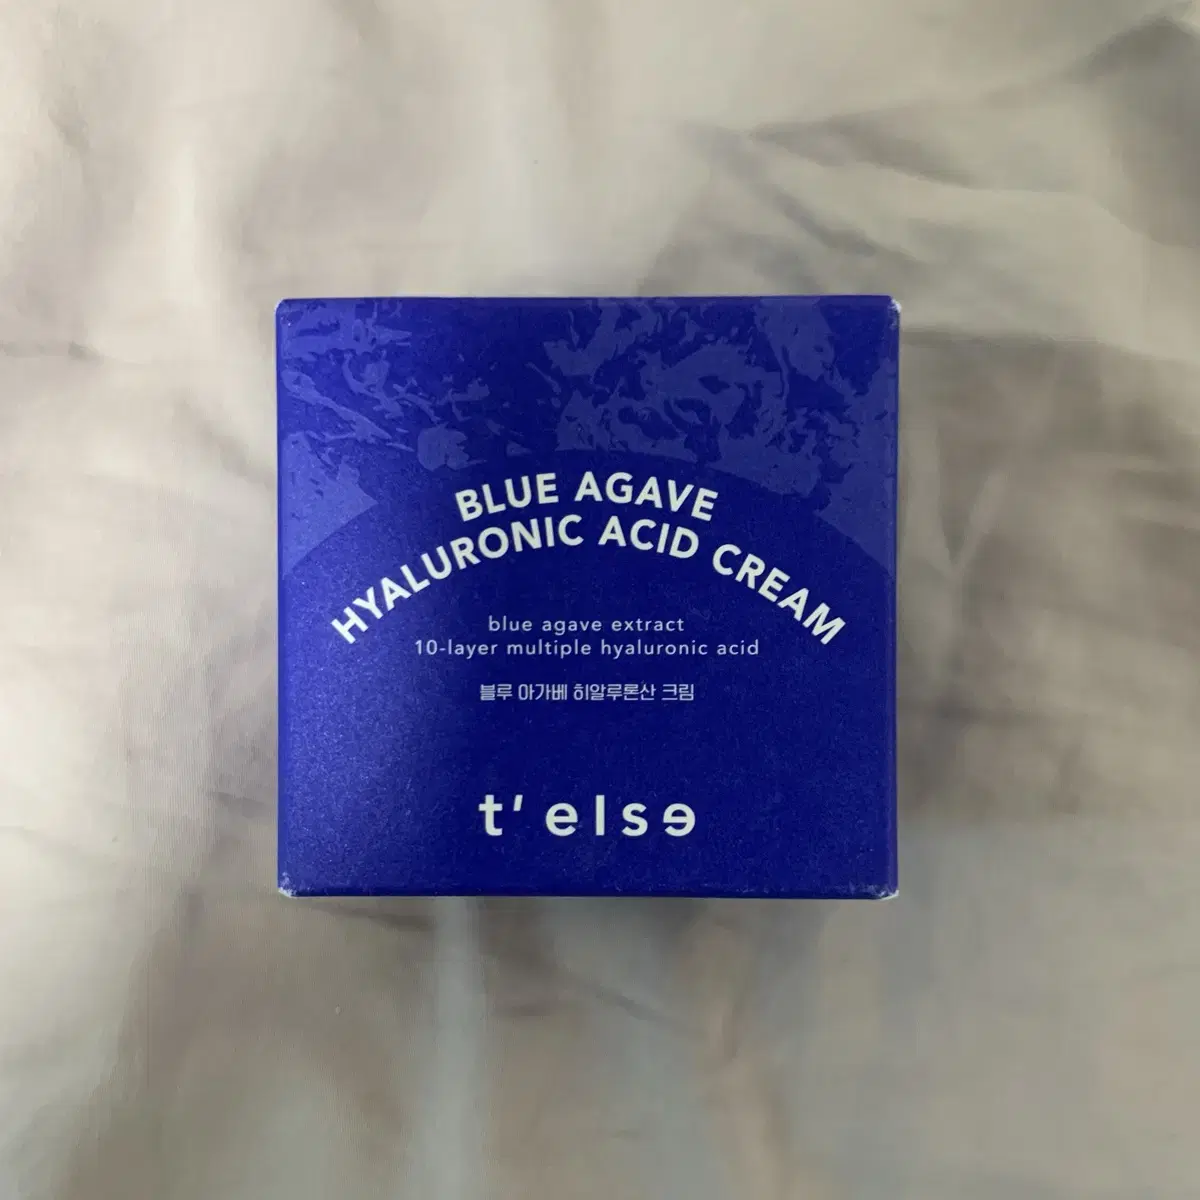 BLUE AGAVE
HYALURONIC ACID CREAM
blue agave extract
10-layer multiple hyaluronic acid
블루 아가베 히알루론산 크림
t' else